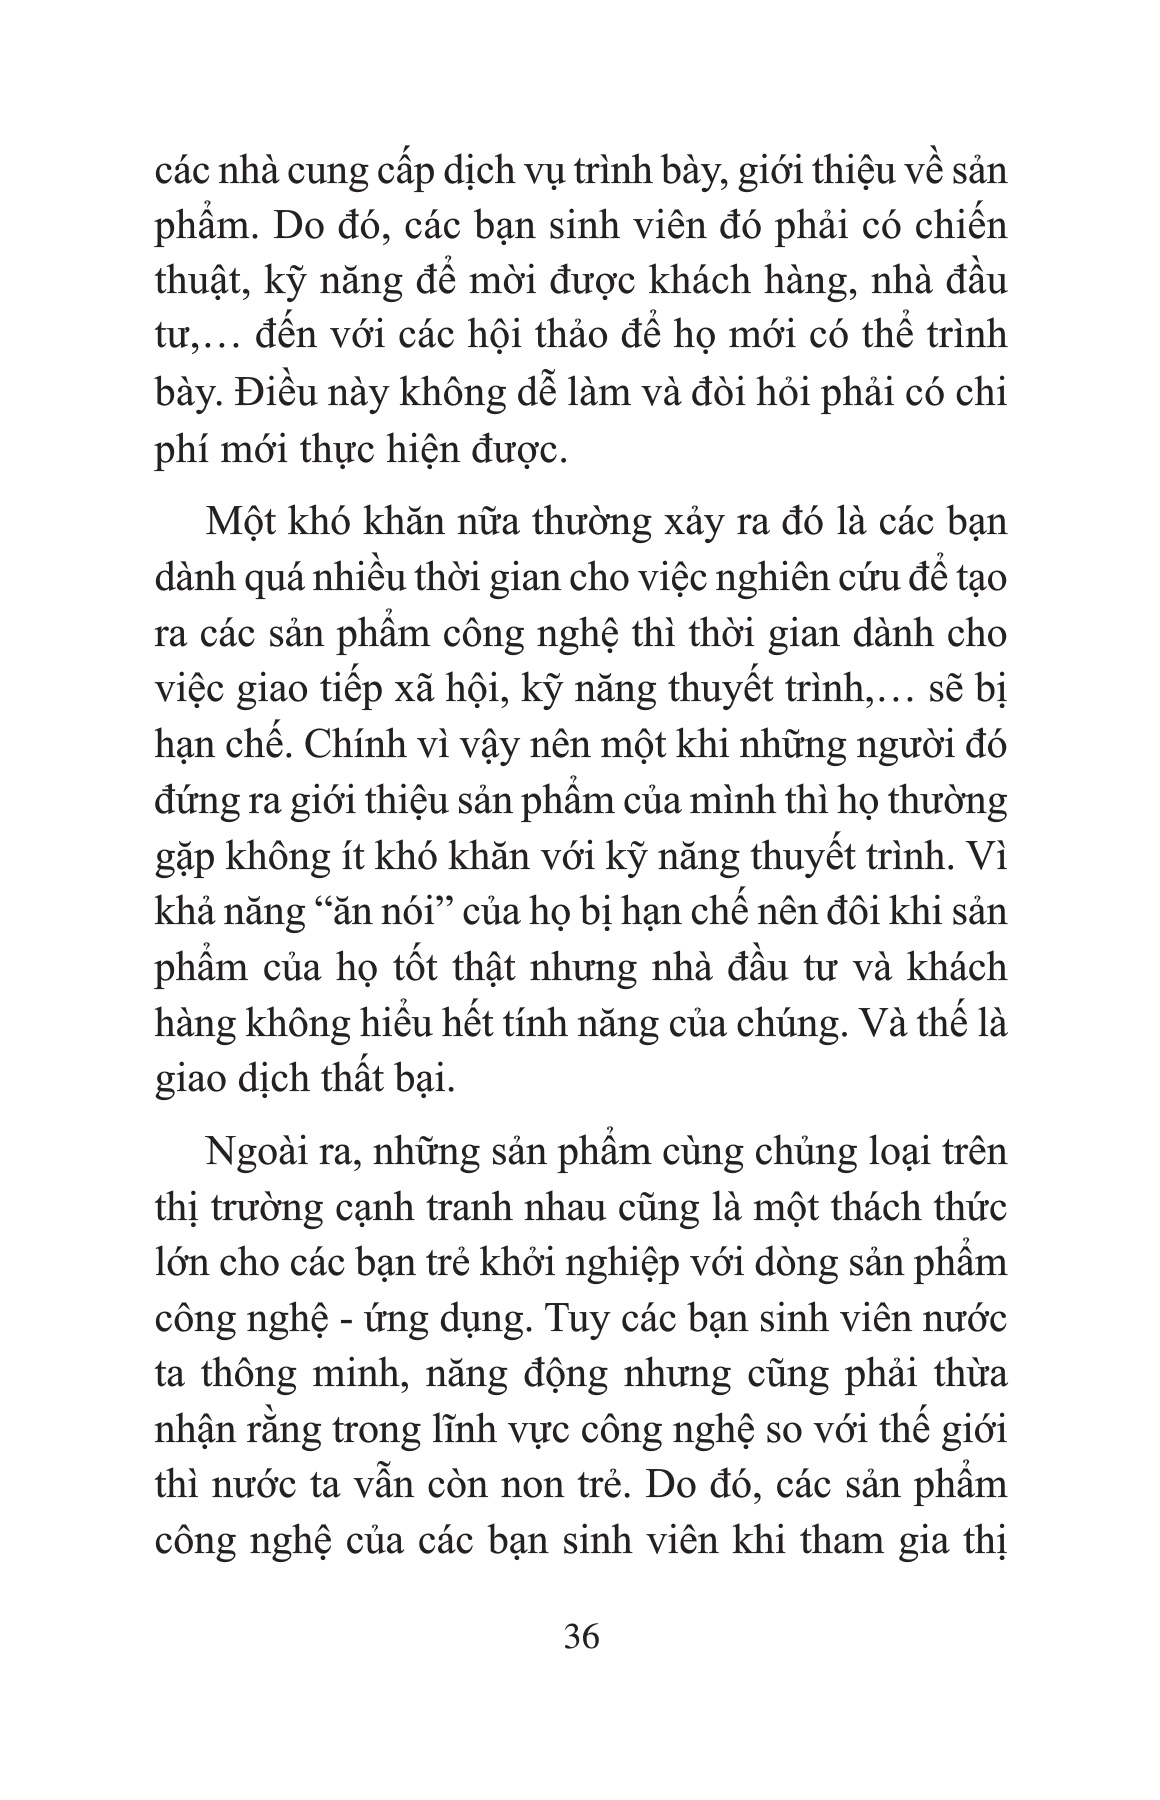 các nhà cung cấp dịch vụ trình bày, giới thiệu về sản
phẩm. Do đó, các bạn sinh viên đó phải có chiến
thuật, kỹ năng để mời được khách hàng, nhà đầu
tư,… đến với các hội thảo để họ mới có thể trình
bày. Điều này không dễ làm và đòi hỏi phải có chi
phí mới thực hiện được.
Một khó khăn nữa thường xảy ra đó là các bạn
dành quá nhiều thời gian cho việc nghiên cứu để tạo
ra các sản phẩm công nghệ thì thời gian dành cho
việc giao tiếp xã hội, kỹ năng thuyết trình,… sẽ bị
hạn chế. Chính vì vậy nên một khi những người đó
đứng ra giới thiệu sản phẩm của mình thì họ thường
gặp không ít khó khăn với kỹ năng thuyết trình. Vì
khả năng “ăn nói” của họ bị hạn chế nên đôi khi sản
phẩm của họ tốt thật nhưng nhà đầu tư và khách
hàng không hiểu hết tính năng của chúng. Và thế là
giao dịch thất bại.
Ngoài ra, những sản phẩm cùng chủng loại trên
thị trường cạnh tranh nhau cũng là một thách thức
lớn cho các bạn trẻ khởi nghiệp với dòng sản phẩm
công nghệ - ứng dụng. Tuy các bạn sinh viên nước
ta thông minh, năng động nhưng cũng phải thừa
nhận rằng trong lĩnh vực công nghệ so với thế giới
thì nước ta vẫn còn non trẻ. Do đó, các sản phẩm
công nghệ của các bạn sinh viên khi tham gia thị
36